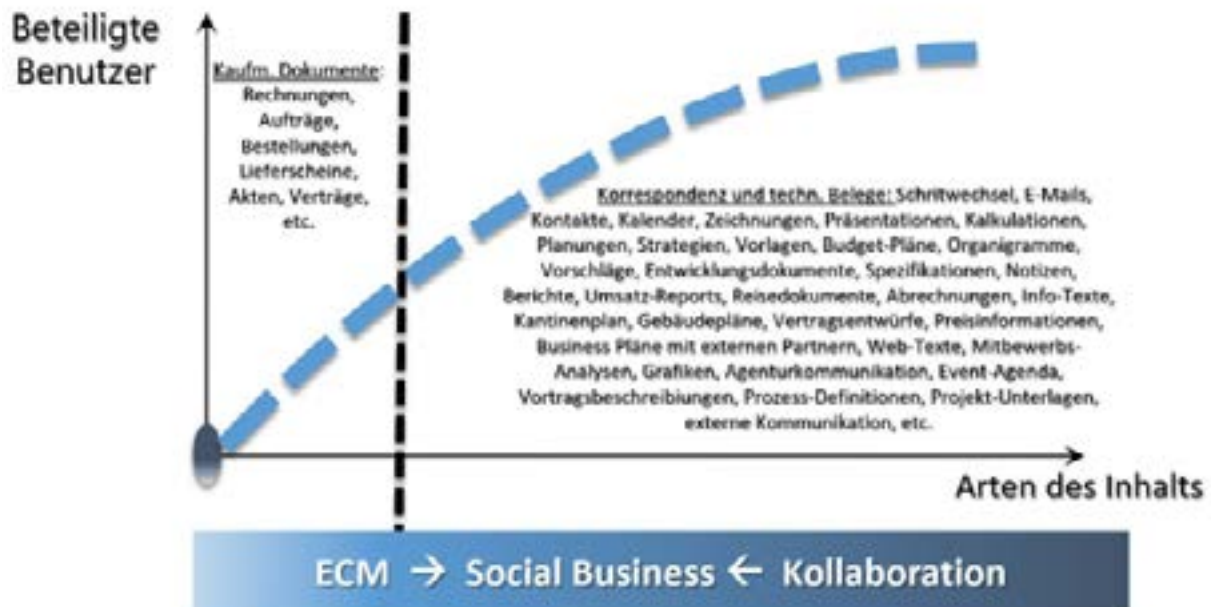 Beteiligte
Benutzer
Kaufm. Dokumente:
Rechnungen,
Aufträge,
Bestellungen,
Lieferscheine,
Akten, Verträge,
etc.
Korrespondenz und techn. Belege: Schriftwechsel, E-Mails,
Kontakte, Kalender, Zeichnungen, Präsentationen, Kalkulationen,
Planungen, Strategien, Vorlagen, Budget-Pläne, Organigramme,
Vorschläge, Entwicklungsdokumente, Spezifikationen, Notizen,
Berichte, Umsatz-Reports, Reisedokumente, Abrechnungen, Info-Texte,
Kantinenplan, Gebäudepläne, Vertragsentwürfe, Preisinformationen,
Business Pläne mit externen Partnern, Web-Texte, Mitbewerbs-
Analysen, Grafiken, Agenturkommunikation, Event-Agenda,
Vortragsbeschreibiungen, Prozess-Definitionen, Projekt-Unterlagen,
externe Kommunikation, etc.
Arten des Inhalts
ECM → Social Business ← Kollaboration